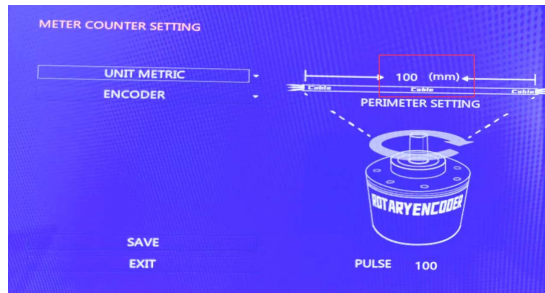 METER COUNTER SETTING
UNIT METRIC
ENCODER
100 (mm)
Cable Cable Cable
PERIMETER SETTING
ROTARYENCODER
SAVE
EXIT
PULSE 100